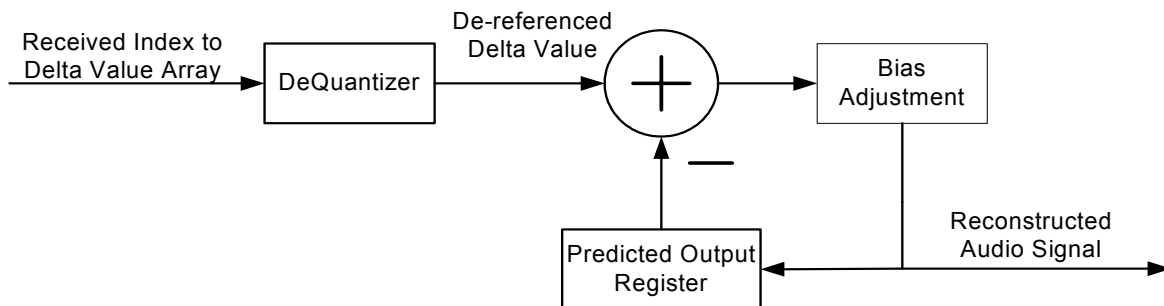 Received Index to
Delta Value Array
DeQuantizer
De-referenced
Delta Value
Bias
Adjustment
Predicted Output
Register
Reconstructed
Audio Signal